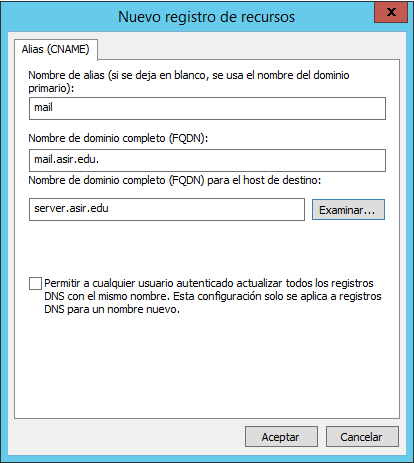 Nuevo registro de recursos
x
Alias (CNAME)
Nombre de alias (si se deja en blanco, se usa el nombre del dominio
primario):
mail
Nombre de dominio completo (FQDN):
mail.asir.edu.
Nombre de dominio completo (FQDN) para el host de destino:
server.asir.edu
Examinar...
Permitir a cualquier usuario autenticado actualizar todos los registros
DNS con el mismo nombre. Esta configuración solo se aplica a registros
DNS para un nombre nuevo.
Aceptar
Cancelar